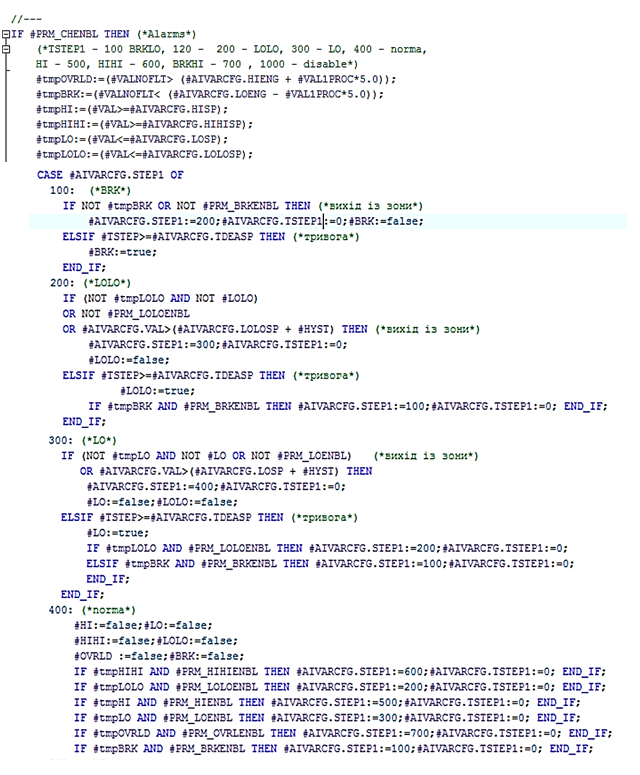 //---
IF #PRM_CHENBL THEN (*Alarms*)
(*TSTEP1 - 100 BRKLO, 120 -  200 - LOLO, 300 - LO, 400 - norma,
HI - 500, HIHI - 600, BRKHI - 700 , 1000 - disable*)
#tmpOVRLD:=(#VALNOFLT> (#AIVARCFG.HIENG + #VAL1PROC*5.0));
#tmpBRK:=(#VALNOFLT< (#AIVARCFG.LOENG - #VAL1PROC*5.0));
#tmpHI:=(#VAL>=#AIVARCFG.HISP);
#tmpHIHI:=(#VAL>=#AIVARCFG.HIHISP);
#tmpLO:=(#VAL<=#AIVARCFG.LOSP);
#tmpLOLO:=(#VAL<=#AIVARCFG.LOLOSP);
CASE #AIVARCFG.STEP1 OF
100:  (*BRK*)
IF NOT #tmpBRK OR NOT #PRM_BRKENBL THEN (*вихід із зони*)
#AIVARCFG.STEP1:=200;#AIVARCFG.TSTEP1:=0;#BRK:=false;
ELSIF #TSTEP>=#AIVARCFG.TDEASP THEN (*тривога*)
#BRK:=true;
END_IF;
200: (*LOLO*)
IF (NOT #tmpLOLO AND NOT #LOLO)
OR NOT #PRM_LOLOENBL
OR #AIVARCFG.VAL>(#AIVARCFG.LOLOSP + #HYST) THEN (*вихід із зони*)
#AIVARCFG.STEP1:=300;#AIVARCFG.TSTEP1:=0;
#LOLO:=false;
ELSIF #TSTEP>=#AIVARCFG.TDEASP THEN (*тривога*)
#LOLO:=true;
IF #tmpBRK AND #PRM_BRKENBL THEN #AIVARCFG.STEP1:=100;#AIVARCFG.TSTEP1:=0; END_IF;
END_IF;
300: (*LO*)
IF (NOT #tmpLO AND NOT #LO OR NOT #PRM_LOENBL)   (*вихід із зони*)
OR #AIVARCFG.VAL>(#AIVARCFG.LOSP + #HYST) THEN
#AIVARCFG.STEP1:=400;#AIVARCFG.TSTEP1:=0;
#LO:=false;#LOLO:=false;
ELSIF #TSTEP>=#AIVARCFG.TDEASP THEN (*тривога*)
#LO:=true;
IF #tmpLOLO AND #PRM_LOLOENBL THEN #AIVARCFG.STEP1:=200;#AIVARCFG.TSTEP1:=0;
ELSIF #tmpBRK AND #PRM_BRKENBL THEN #AIVARCFG.STEP1:=100;#AIVARCFG.TSTEP1:=0;
END_IF;
END_IF;
400: (*norma*)
#HI:=false;#LO:=false;
#HIHI:=false;#LOLO:=false;
#OVRLD :=false;#BRK:=false;
IF #tmpHIHI AND #PRM_HIHIENBL THEN #AIVARCFG.STEP1:=600;#AIVARCFG.TSTEP1:=0; END_IF;
IF #tmpLOLO AND #PRM_LOLOENBL THEN #AIVARCFG.STEP1:=200;#AIVARCFG.TSTEP1:=0; END_IF;
IF #tmpHI AND #PRM_HIENBL THEN #AIVARCFG.STEP1:=500;#AIVARCFG.TSTEP1:=0; END_IF;
IF #tmpLO AND #PRM_LOENBL THEN #AIVARCFG.STEP1:=300;#AIVARCFG.TSTEP1:=0; END_IF;
IF #tmpOVRLD AND #PRM_OVRLENBL THEN #AIVARCFG.STEP1:=700;#AIVARCFG.TSTEP1:=0; END_IF;
IF #tmpBRK AND #PRM_BRKENBL THEN #AIVARCFG.STEP1:=100;#AIVARCFG.TSTEP1:=0; END_IF;